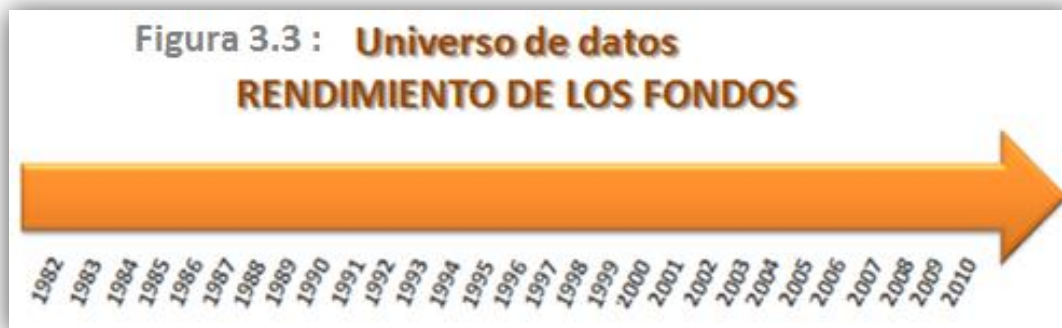 Figura 3.3 : Universo de datos
RENDIMIENTO DE LOS FONDOS
1982 1983 1984 1985 1986 1987 1988 1989 1990 1991 1992 1993 1994 1995 1996 1997 1998 1999 2000 2001 2002 2003 2004 2005 2006 2007 2008 2009 2010